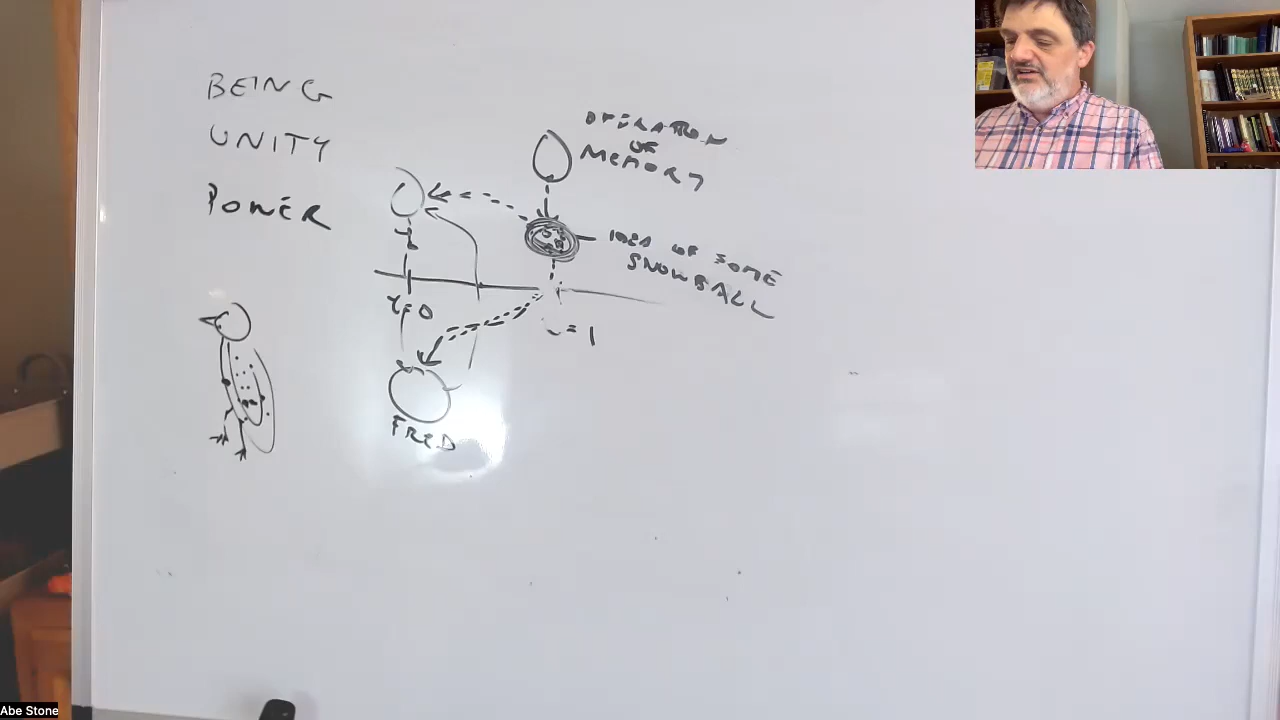 BEING
UNITY
POWER
OPERATION
OF
MEMORY
IDEA OF SOME
SNOWBALL
t=0
= 1
FRED
Abe Stone